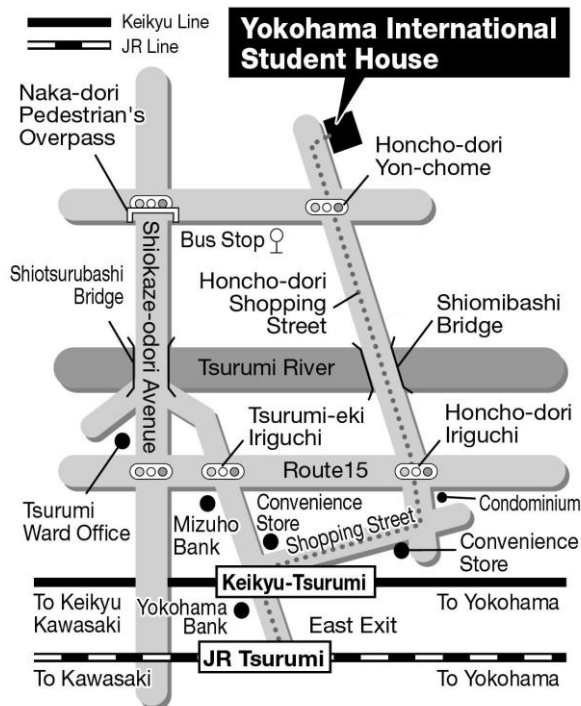 Keikyu Line
JR Line
Yokohama International
Student House
Naka-dori
Pedestrian's
Overpass
Honcho-dori
Yon-chome
Bus Stop
Shiotsurubashi
Bridge
Shiokaze-odori Avenue
Honcho-dori
Shopping
Street
Shiomibashi
Bridge
Tsurumi River
Tsurumi-eki
Iriguchi
Honcho-dori
Iriguchi
Route15
Tsurumi
Ward Office
Mizuho
Bank
Convenience
Store
Shopping Street
Condominium
Convenience
Store
Keikyu-Tsurumi
To Keikyu
Kawasaki
Yokohama
Bank
East Exit
To Yokohama
JR Tsurumi
To Kawasaki
To Yokohama